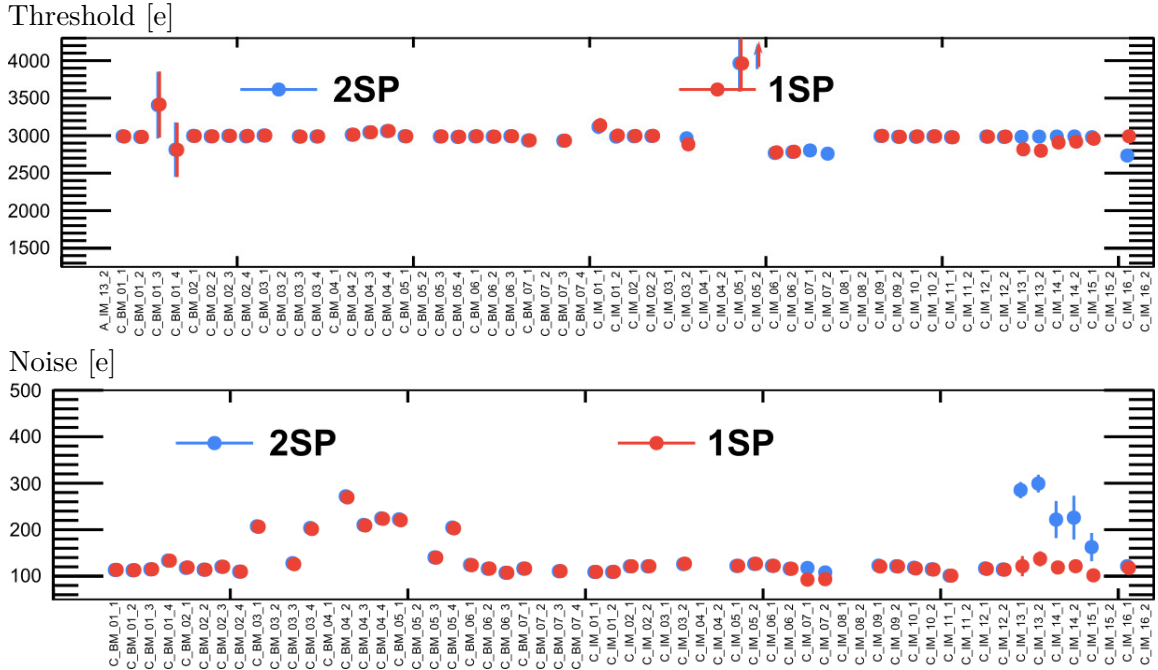 Threshold [e]
4000
3500
3000
2500
2000
1500
2SP
1SP
A_IM_13_2
C_BM_01_1
C_BM_01_2
C_BM_01_3
C_BM_01_4
C_BM_02_1
C_BM_02_2
C_BM_02_3
C_BM_02_4
C_BM_03_1
C_BM_03_2
C_BM_03_3
C_BM_03_4
C_BM_04_1
C_BM_04_2
C_BM_04_3
C_BM_04_4
C_BM_05_1
C_BM_05_2
C_BM_05_3
C_BM_05_4
C_BM_06_1
C_BM_06_2
C_BM_06_3
C_BM_07_1
C_BM_07_2
C_BM_07_3
C_BM_07_4
C_IM_01_1
C_IM_01_2
C_IM_02_1
C_IM_02_2
C_IM_03_1
C_IM_03_2
C_IM_04_1
C_IM_04_2
C_IM_05_1
C_IM_05_2
C_IM_06_1
C_IM_06_2
C_IM_07_1
C_IM_07_2
C_IM_08_1
C_IM_08_2
C_IM_09_1
C_IM_09_2
C_IM_10_1
C_IM_10_2
C_IM_11_1
C_IM_11_2
C_IM_12_1
C_IM_12_2
C_IM_13_1
C_IM_13_2
C_IM_14_1
C_IM_14_2
C_IM_15_1
C_IM_15_2
C_IM_16_1
C_IM_16_2
Noise [e]
500
400
300
200
100
2SP
1SP
C_BM_01_1
C_BM_01_2
C_BM_01_3
C_BM_01_4
C_BM_02_1
C_BM_02_2
C_BM_02_3
C_BM_02_4
C_BM_03_1
C_BM_03_2
C_BM_03_3
C_BM_03_4
C_BM_04_1
C_BM_04_2
C_BM_04_3
C_BM_04_4
C_BM_05_1
C_BM_05_2
C_BM_05_3
C_BM_05_4
C_BM_06_1
C_BM_06_2
C_BM_06_3
C_BM_07_1
C_BM_07_2
C_BM_07_3
C_BM_07_4
C_IM_01_1
C_IM_01_2
C_IM_02_1
C_IM_02_2
C_IM_03_1
C_IM_03_2
C_IM_04_1
C_IM_04_2
C_IM_05_1
C_IM_05_2
C_IM_06_1
C_IM_06_2
C_IM_07_1
C_IM_07_2
C_IM_08_1
C_IM_08_2
C_IM_09_1
C_IM_09_2
C_IM_10_1
C_IM_10_2
C_IM_11_1
C_IM_11_2
C_IM_12_1
C_IM_12_2
C_IM_13_1
C_IM_13_2
C_IM_14_1
C_IM_14_2
C_IM_15_1
C_IM_15_2
C_IM_16_1
C_IM_16_2